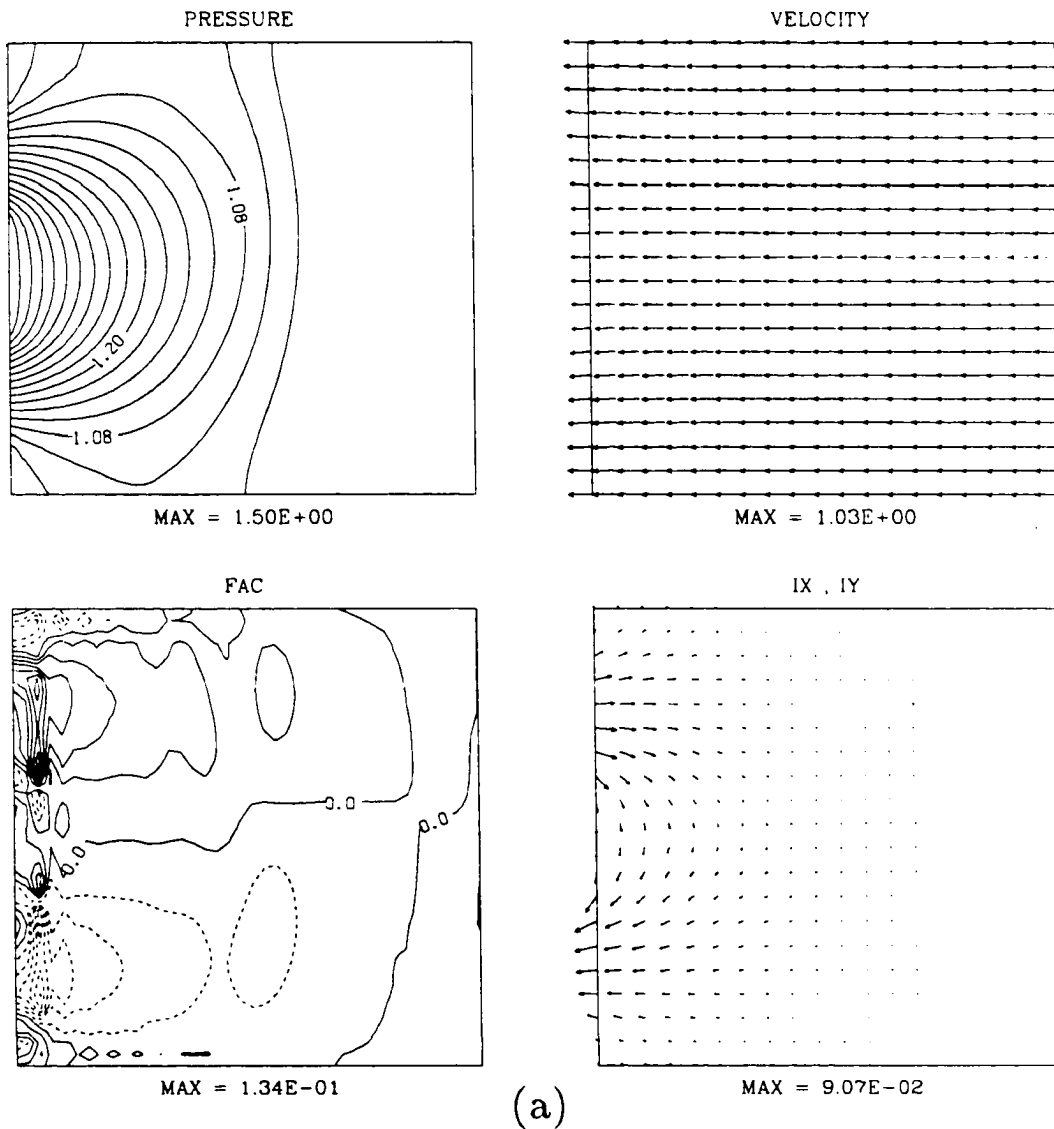 PRESSURE
VELOCITY
1.08
1.20
1.08
MAX = 1.50E+00
MAX = 1.03E+00
FAC
IX , IY
0.0
0.0
0.0
MAX = 1.34E-01
MAX = 9.07E-02
(a)